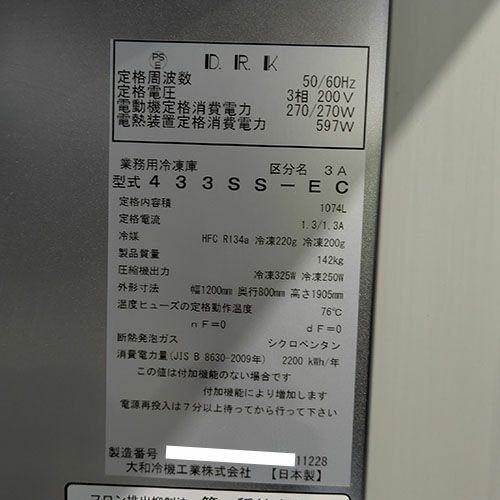 PS
E
D.R.K
定格周波数 50/60Hz
定格電圧 3相 200V
電動機定格消費電力 270/270W
電熱装置定格消費電力 597W
業務用冷凍庫 区分名 3A
型式 433SS-EC
定格内容積 1074L
定格電流 1.3/1.3A
冷媒 HFC R134a 冷凍220g 冷凍200g
製品質量 142kg
圧縮機出力 冷凍325W 冷凍250W
外形寸法 幅1200mm 奥行800mm 高さ1905mm
温度ヒューズの定格動作温度 76℃
nF=0 dF=0
断熱発泡ガス シクロペンタン
消費電力量(JIS B 8630-2009年) 2200 kWh/年
この値は付加機能のない場合です
付加機能により増加します
電源再投入は7分以上待ってから行って下さい
製造番号 11228
大和冷機工業株式会社 【日本製】